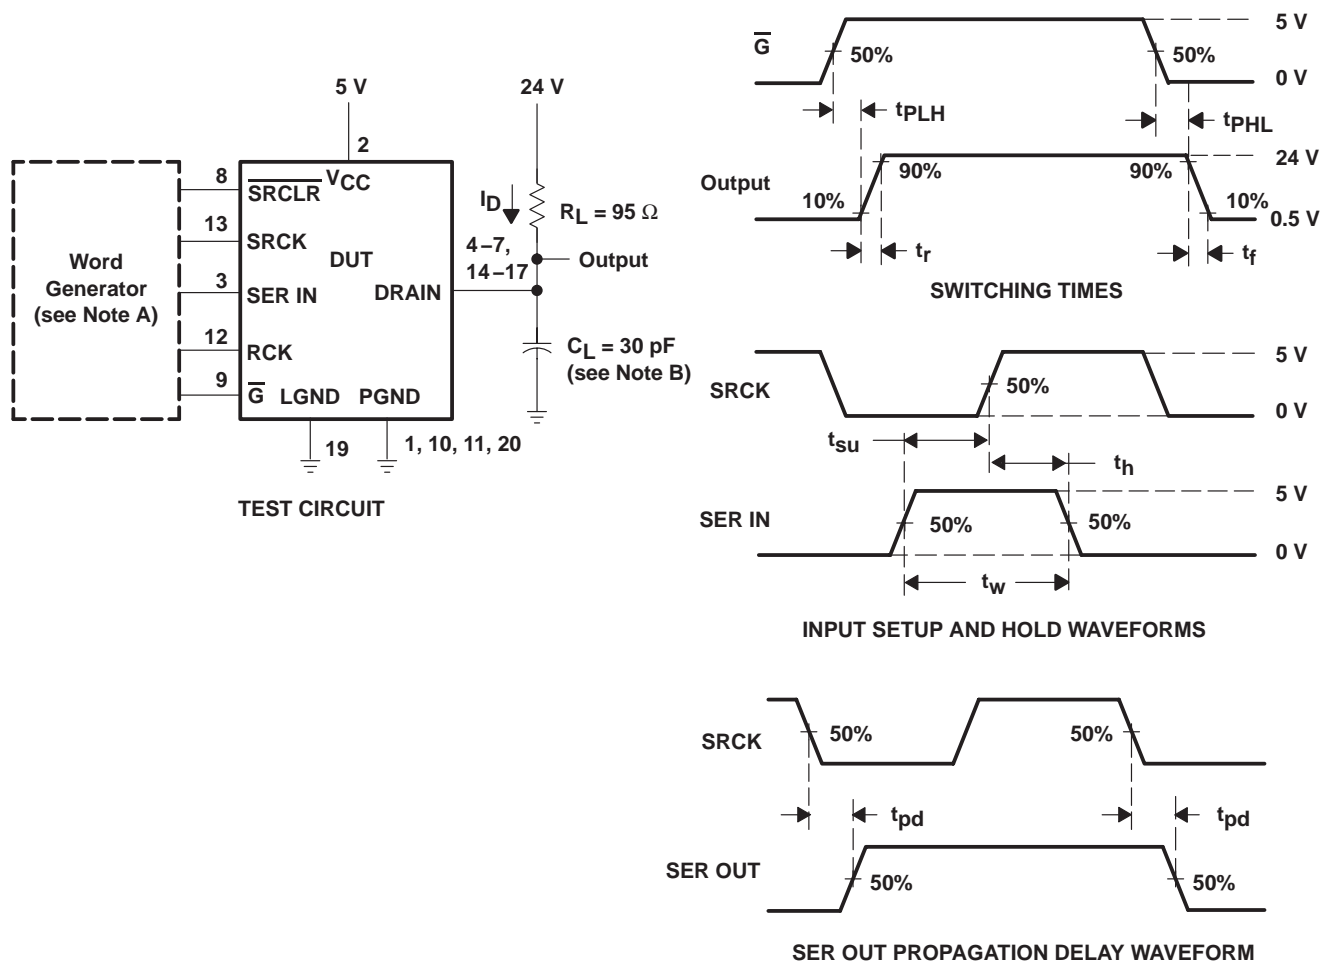 5 V
24 V
2
8
SRCLR
VCC
13
SRCK
DUT
3
SER IN
DRAIN
12
RCK
9
G
LGND
PGND
19
1, 10, 11, 20
Word
Generator
(see Note A)
ID
RL = 95 Ω
4–7,
14–17
Output
CL = 30 pF
(see Note B)
TEST CIRCUIT
G
50%
50%
5 V
0 V
tPLH
tPHL
Output
10%
90%
90%
10%
24 V
0.5 V
tr
tf
SWITCHING TIMES
SRCK
50%
5 V
0 V
tsu
th
SER IN
50%
50%
5 V
0 V
tw
INPUT SETUP AND HOLD WAVEFORMS
SRCK
50%
50%
tpd
tpd
SER OUT
50%
50%
SER OUT PROPAGATION DELAY WAVEFORM